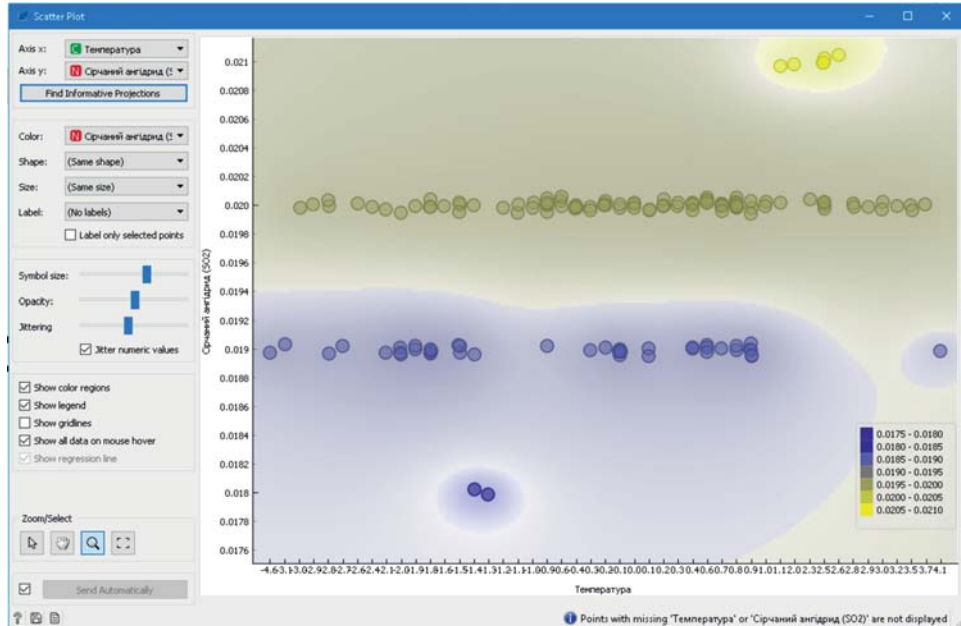 Scatter Plot
Axis x:
Температура
Axis y:
Сірчаний ангідрид (S
Find Informative Projections
Color:
Сірчаний ангідрид (S
Shape:
(Same shape)
Size:
(Same size)
Label:
(No labels)
Label only selected points
Symbol size:
Opacity:
Jittering
Jitter numeric values
Show color regions
Show legend
Show gridlines
Show all data on mouse hover
Show regression line
Zoom/Select
Send Automatically
Сірчаний ангідрид (SO2)
0.021
0.0208
0.0206
0.0204
0.0202
0.020
0.0198
0.0196
0.0194
0.0192
0.019
0.0188
0.0186
0.0184
0.0182
0.018
0.0178
0.0176
0.0175 - 0.0180
0.0180 - 0.0185
0.0185 - 0.0190
0.0190 - 0.0195
0.0195 - 0.0200
0.0200 - 0.0205
0.0205 - 0.0210
Температура
Points with missing 'Температура' or 'Сірчаний ангідрид (SO2)' are not displayed